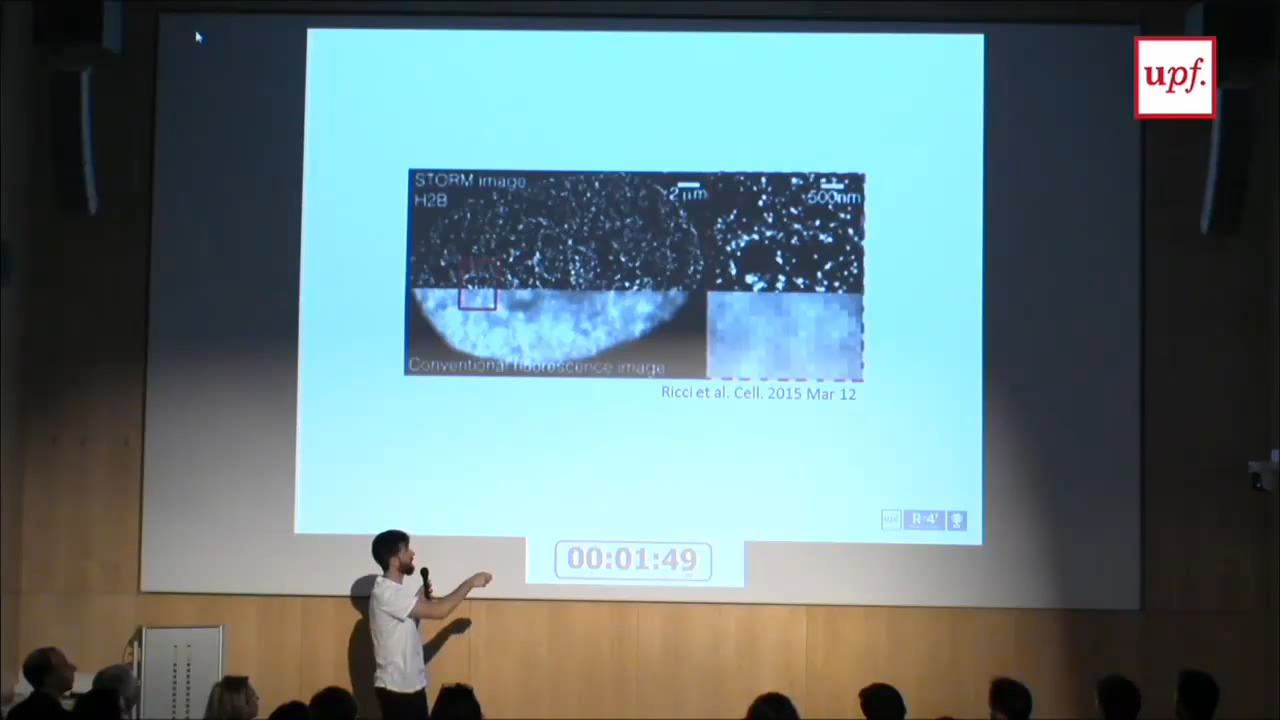 upf.
STORM image
H2B
2 μm
500nm
Conventional fluorescence image
Ricci et al. Cell. 2015 Mar 12
upf.
R=4'
00:01:49